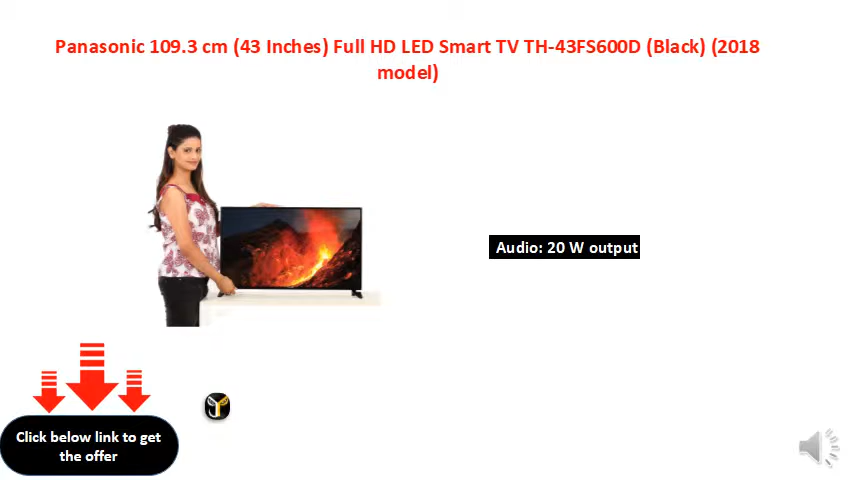 Panasonic 109.3 cm (43 Inches) Full HD LED Smart TV TH-43FS600D (Black) (2018
model)
Audio: 20 W output
Click below link to get
the offer